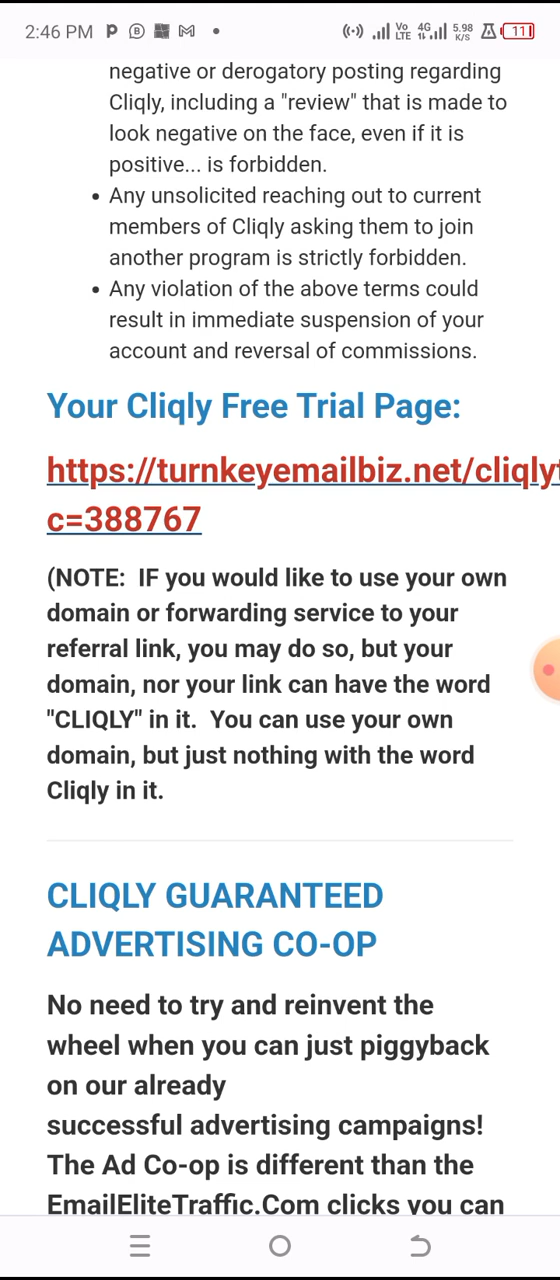 2:46 PM
Vo LTE 4G 5.98 K/S 11
negative or derogatory posting regarding
Cliqly, including a "review" that is made to
look negative on the face, even if it is
positive... is forbidden.
• Any unsolicited reaching out to current
members of Cliqly asking them to join
another program is strictly forbidden.
• Any violation of the above terms could
result in immediate suspension of your
account and reversal of commissions.
Your Cliqly Free Trial Page:
https://turnkeyemailbiz.net/cliqlyt
c=388767
(NOTE:  IF you would like to use your own
domain or forwarding service to your
referral link, you may do so, but your
domain, nor your link can have the word
"CLIQLY" in it.  You can use your own
domain, but just nothing with the word
Cliqly in it.
CLIQLY GUARANTEED
ADVERTISING CO-OP
No need to try and reinvent the
wheel when you can just piggyback
on our already
successful advertising campaigns!
The Ad Co-op is different than the
EmailEliteTraffic.Com clicks you can